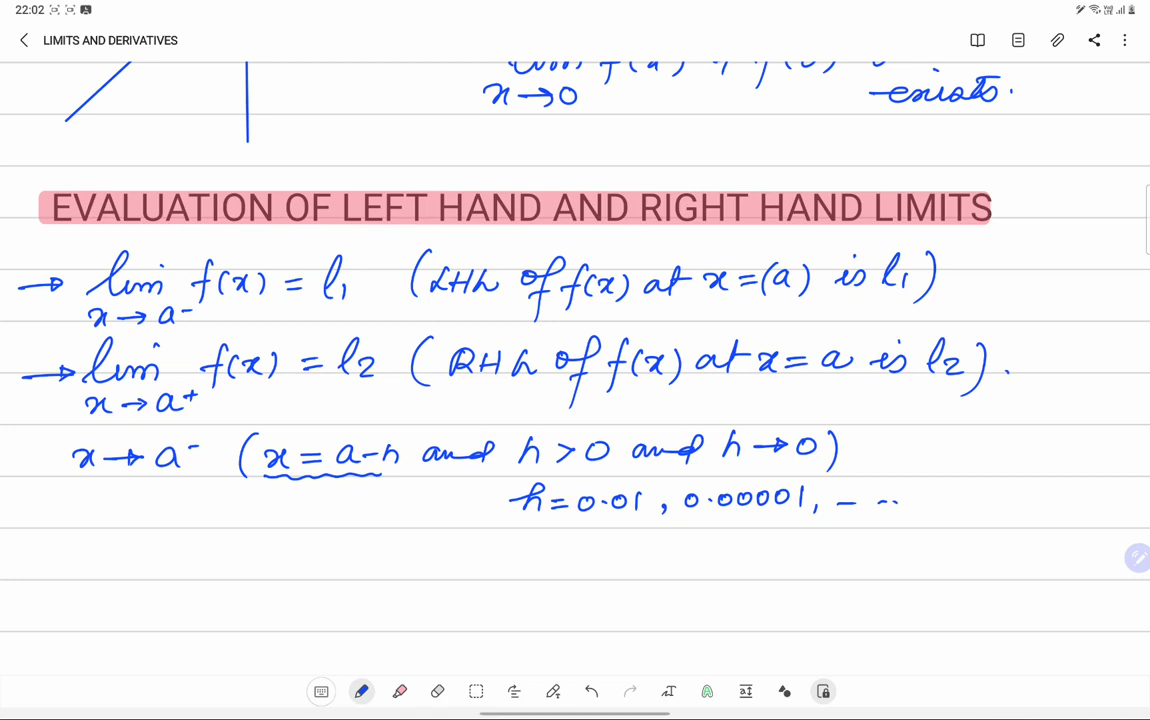 22:02
LIMITS AND DERIVATIVES
x→0 exists.
EVALUATION OF LEFT HAND AND RIGHT HAND LIMITS
→ lim f(x) = l₁ (LHL of f(x) at x=(a) is l₁)
x→a⁻
→ lim f(x) = l₂ (RHL of f(x) at x=a is l₂).
x→a⁺
x→a⁻ (x=a-h and h>0 and h→0)
h=0.01, 0.00001, - --